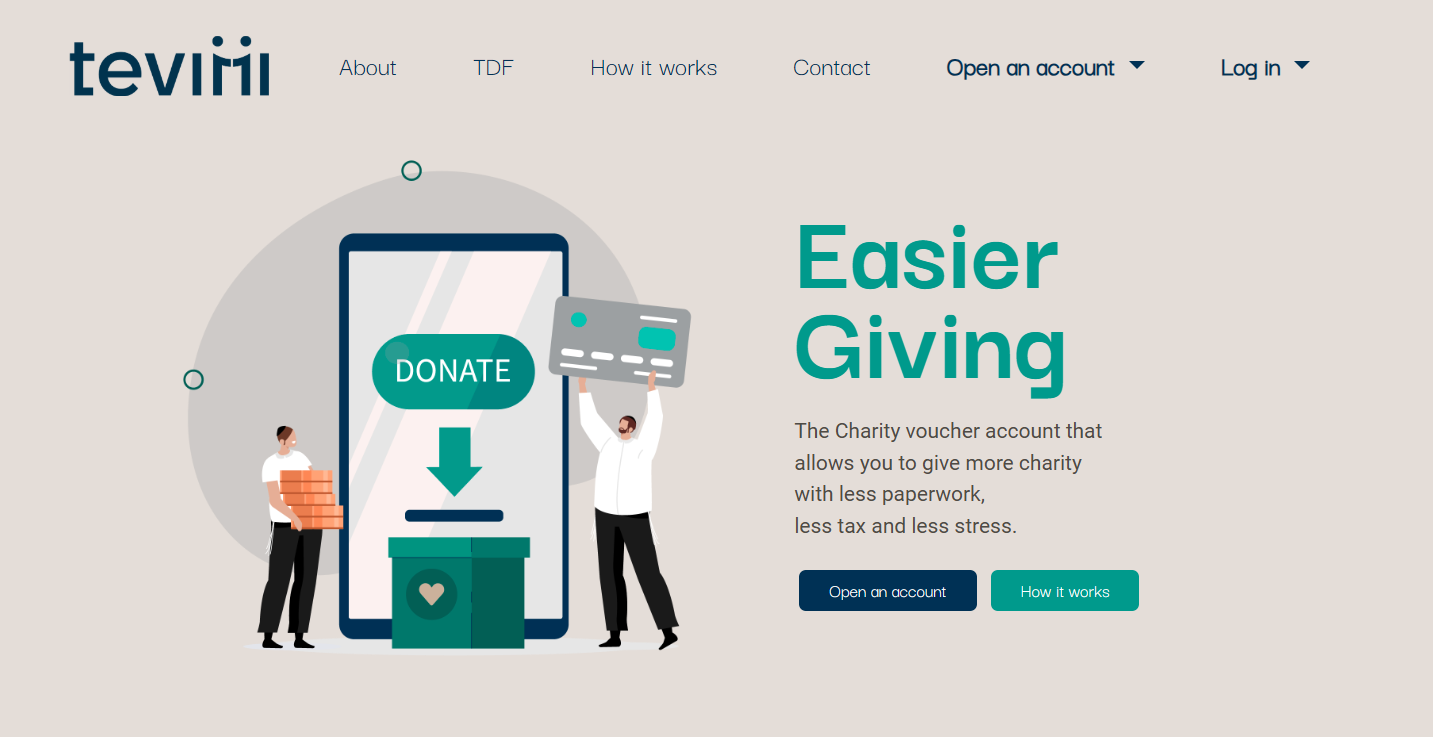 tevini
About
TDF
How it works
Contact
Open an account
Log in
DONATE
Easier
Giving
The Charity voucher account that
allows you to give more charity
with less paperwork,
less tax and less stress.
Open an account
How it works